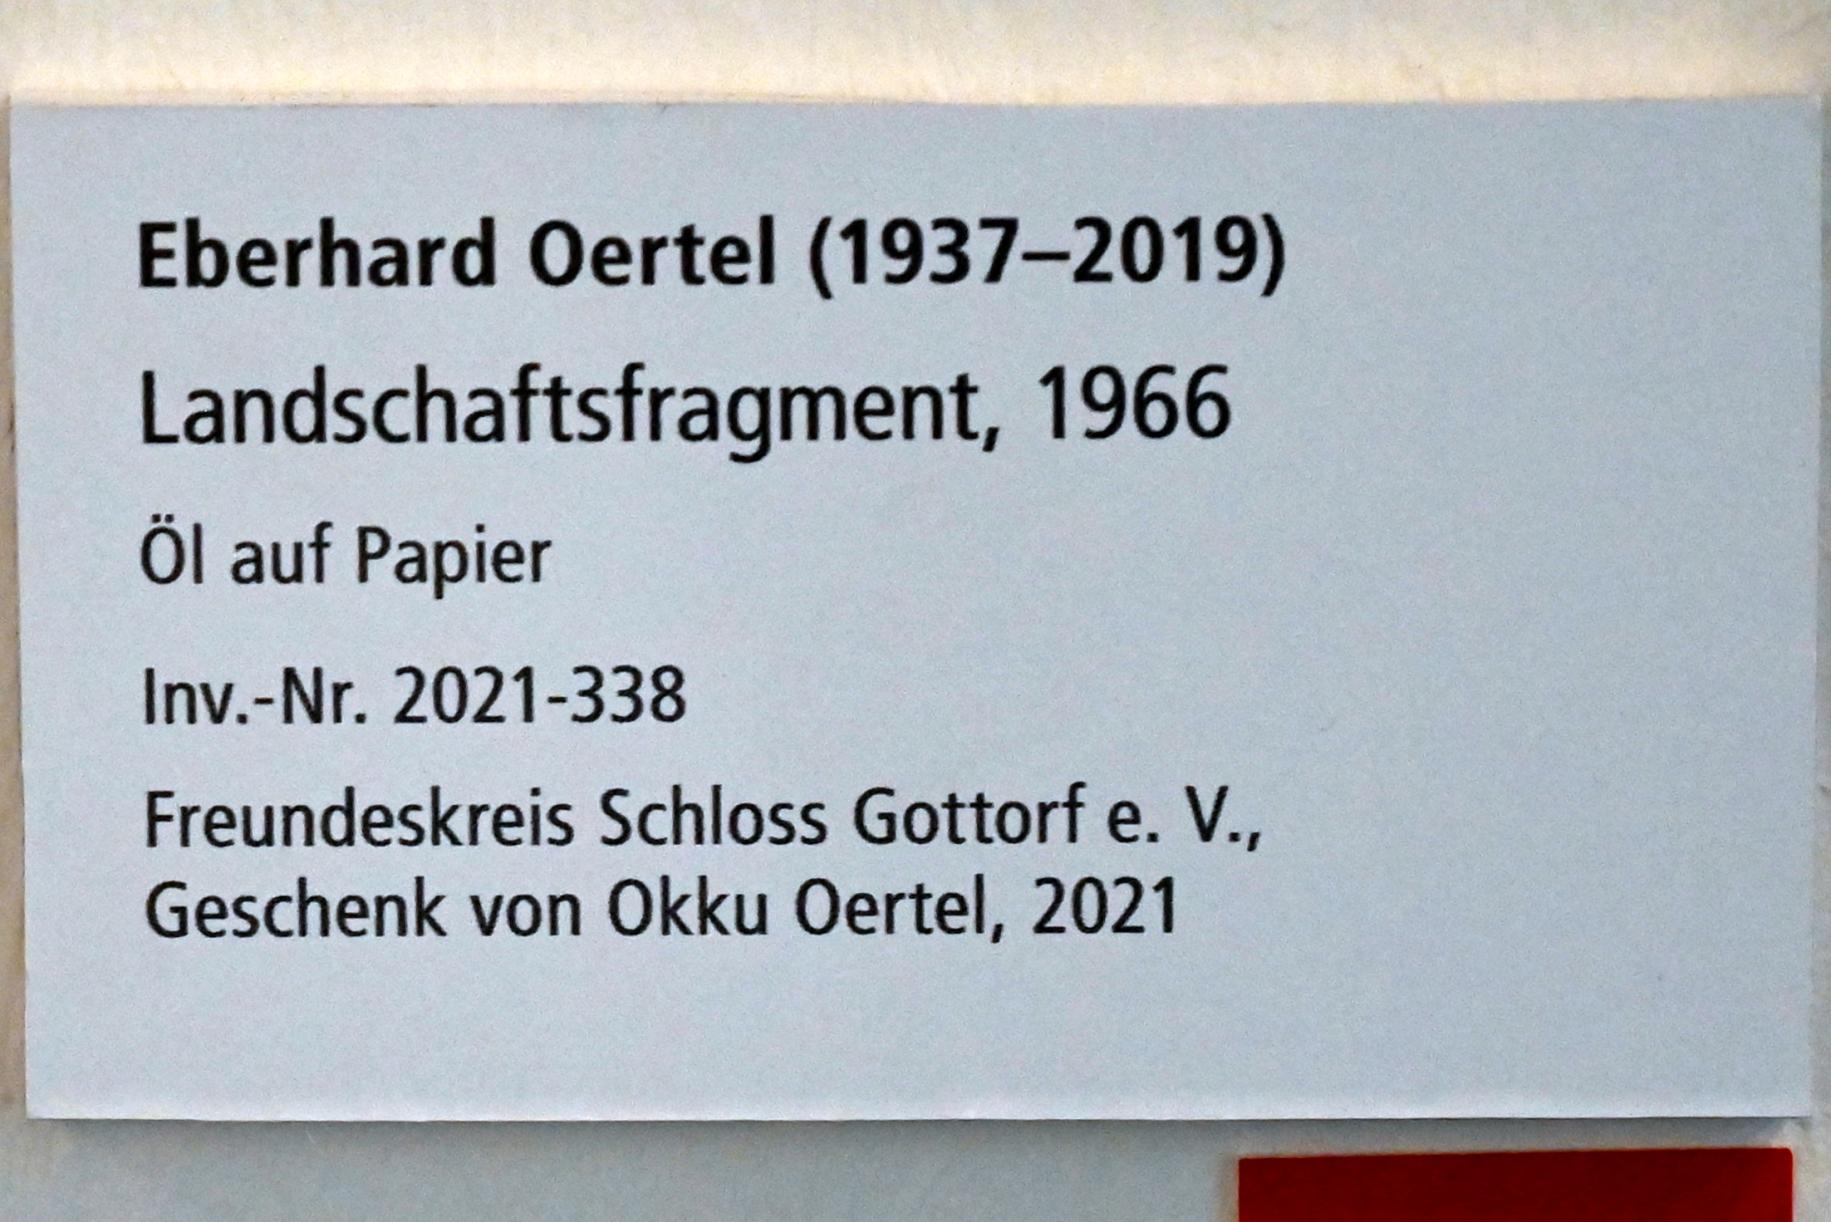 Eberhard Oertel (1937–2019)
Landschaftsfragment, 1966
Öl auf Papier
Inv.-Nr. 2021-338
Freundeskreis Schloss Gottorf e. V.,
Geschenk von Okku Oertel, 2021